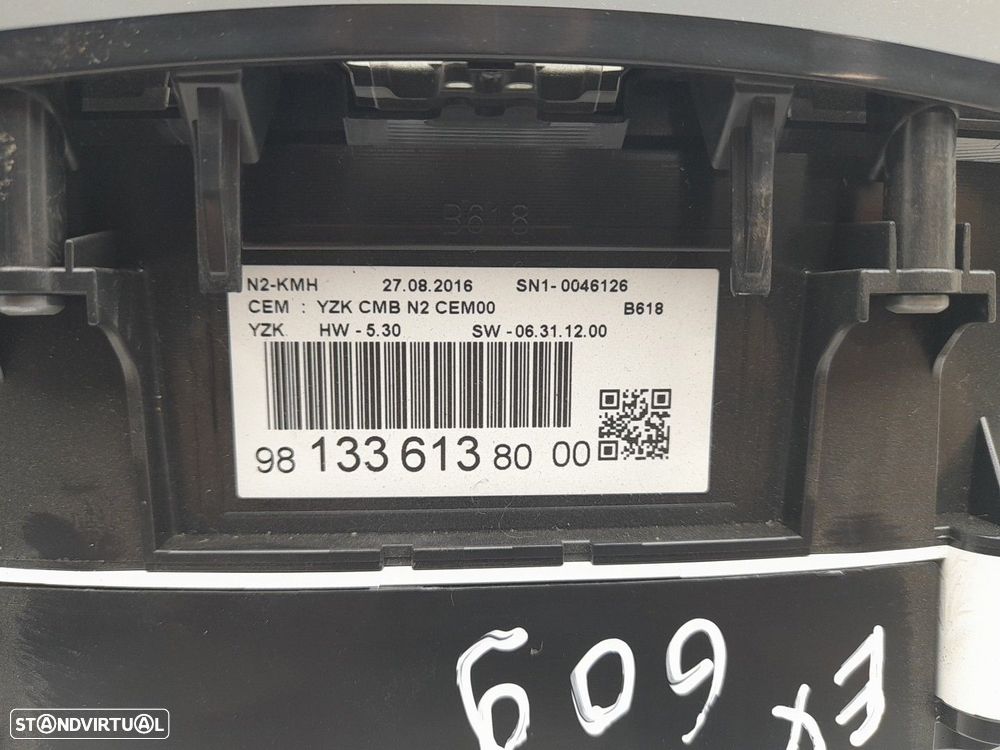 B618
N2-KMH 27.08.2016 SN1-0046126
CEM : YZK CMB N2 CEM00 B618
YZK HW - 5.30 SW - 06.31.12.00
98 133 613 80 00
STANDVIRTUAL